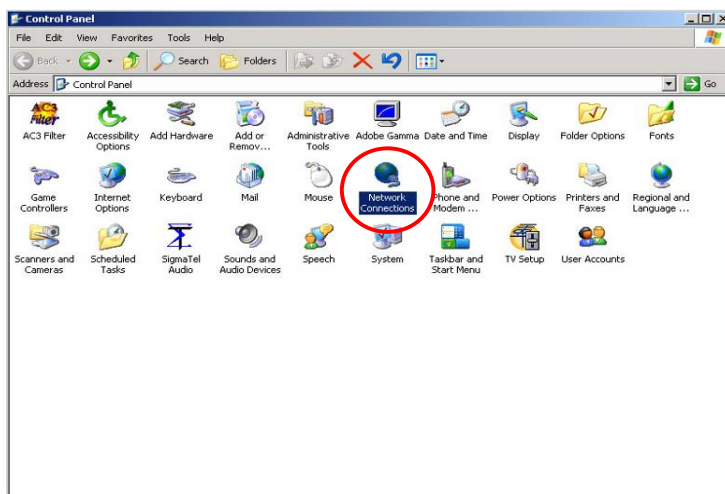 Control Panel
File Edit View Favorites Tools Help
Back Search Folders
Address Control Panel Go
AC3 Filter
AC3 Filter Accessibility Options Add Hardware Add or Remov... Administrative Tools Adobe Gamma Date and Time Display Folder Options Fonts
Game Controllers Internet Options Keyboard Mail Mouse Network Connections Phone and Modem ... Power Options Printers and Faxes Regional and Language ...
Scanners and Cameras Scheduled Tasks SigmaTel Audio Sounds and Audio Devices Speech System Taskbar and Start Menu TV Setup User Accounts